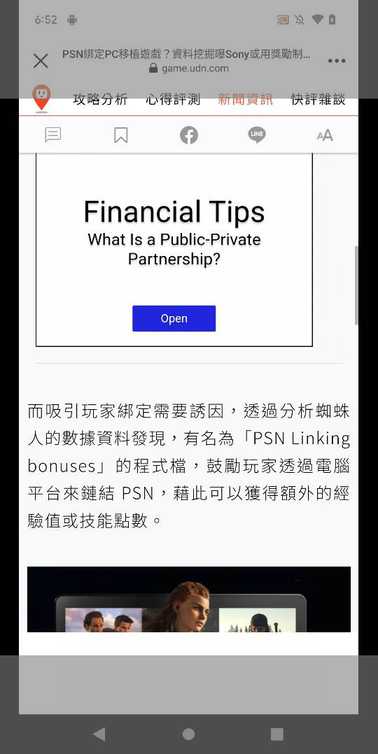 6:52
PSN綁定PC移植遊戲？資料挖掘曝Sony或用獎勵制...
game.udn.com
攻略分析 心得評測 新聞資訊 快評雜談
LINE
AA
Financial Tips
What Is a Public-Private
Partnership?
Open
而吸引玩家綁定需要誘因，透過分析蜘蛛
人的數據資料發現，有名為「PSN Linking
bonuses」的程式檔，鼓勵玩家透過電腦
平台來鏈結 PSN，藉此可以獲得額外的經
驗值或技能點數。